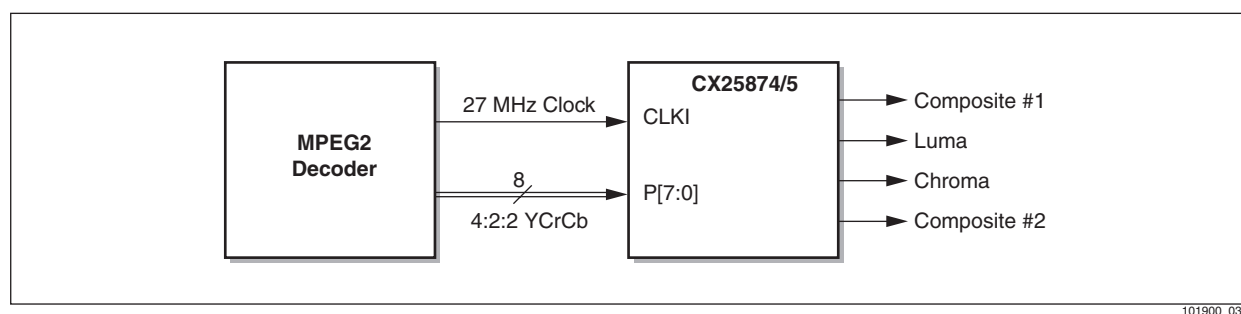 MPEG2
Decoder
27 MHz Clock
8
4:2:2 YCrCb
CX25874/5
CLKI
P[7:0]
Composite #1
Luma
Chroma
Composite #2
101900_03